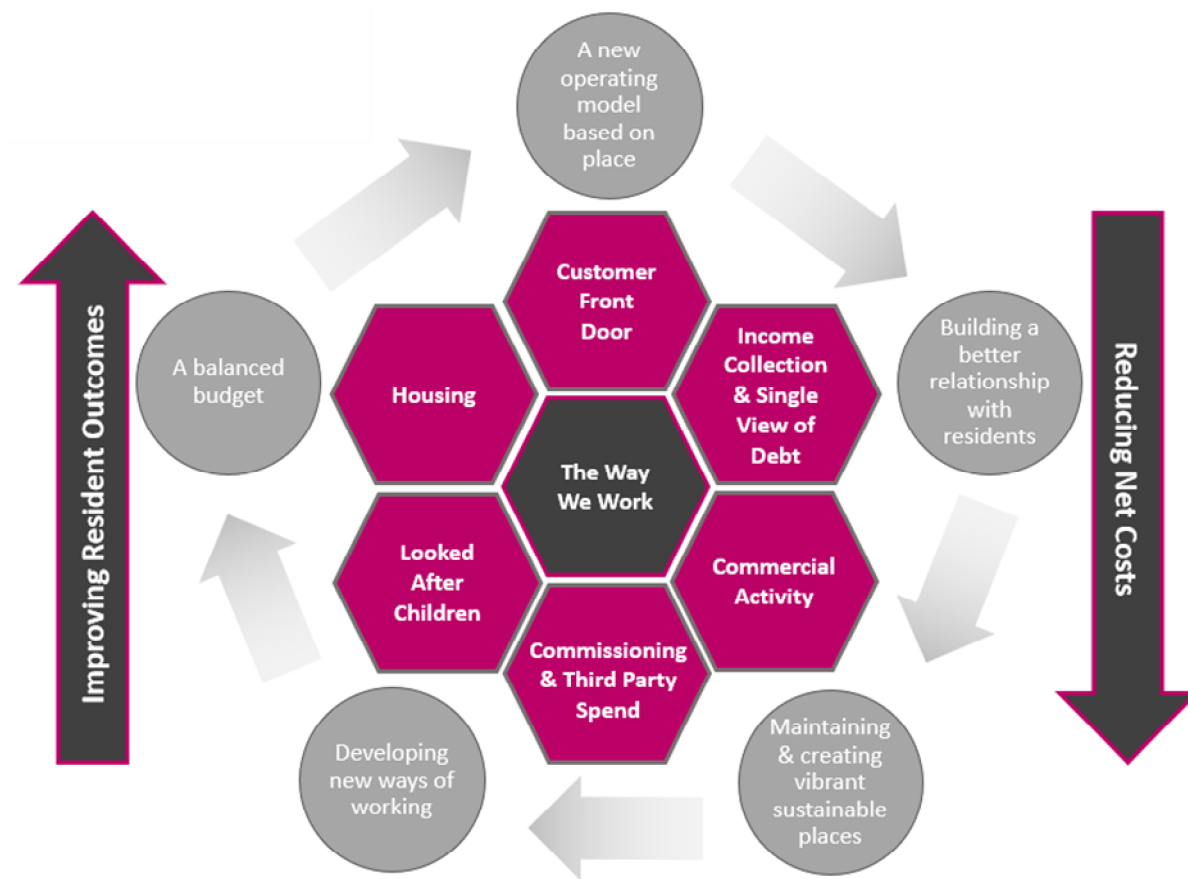 A new
operating
model
based on
place
Improving Resident Outcomes
A balanced
budget
Housing
Customer
Front
Door
Income
Collection
& Single
View of
Debt
Building a
better
relationship
with
residents
Reducing Net Costs
The Way
We Work
Looked
After
Children
Commercial
Activity
Commissioning
& Third Party
Spend
Developing
new ways of
working
Maintaining
& creating
vibrant
sustainable
places